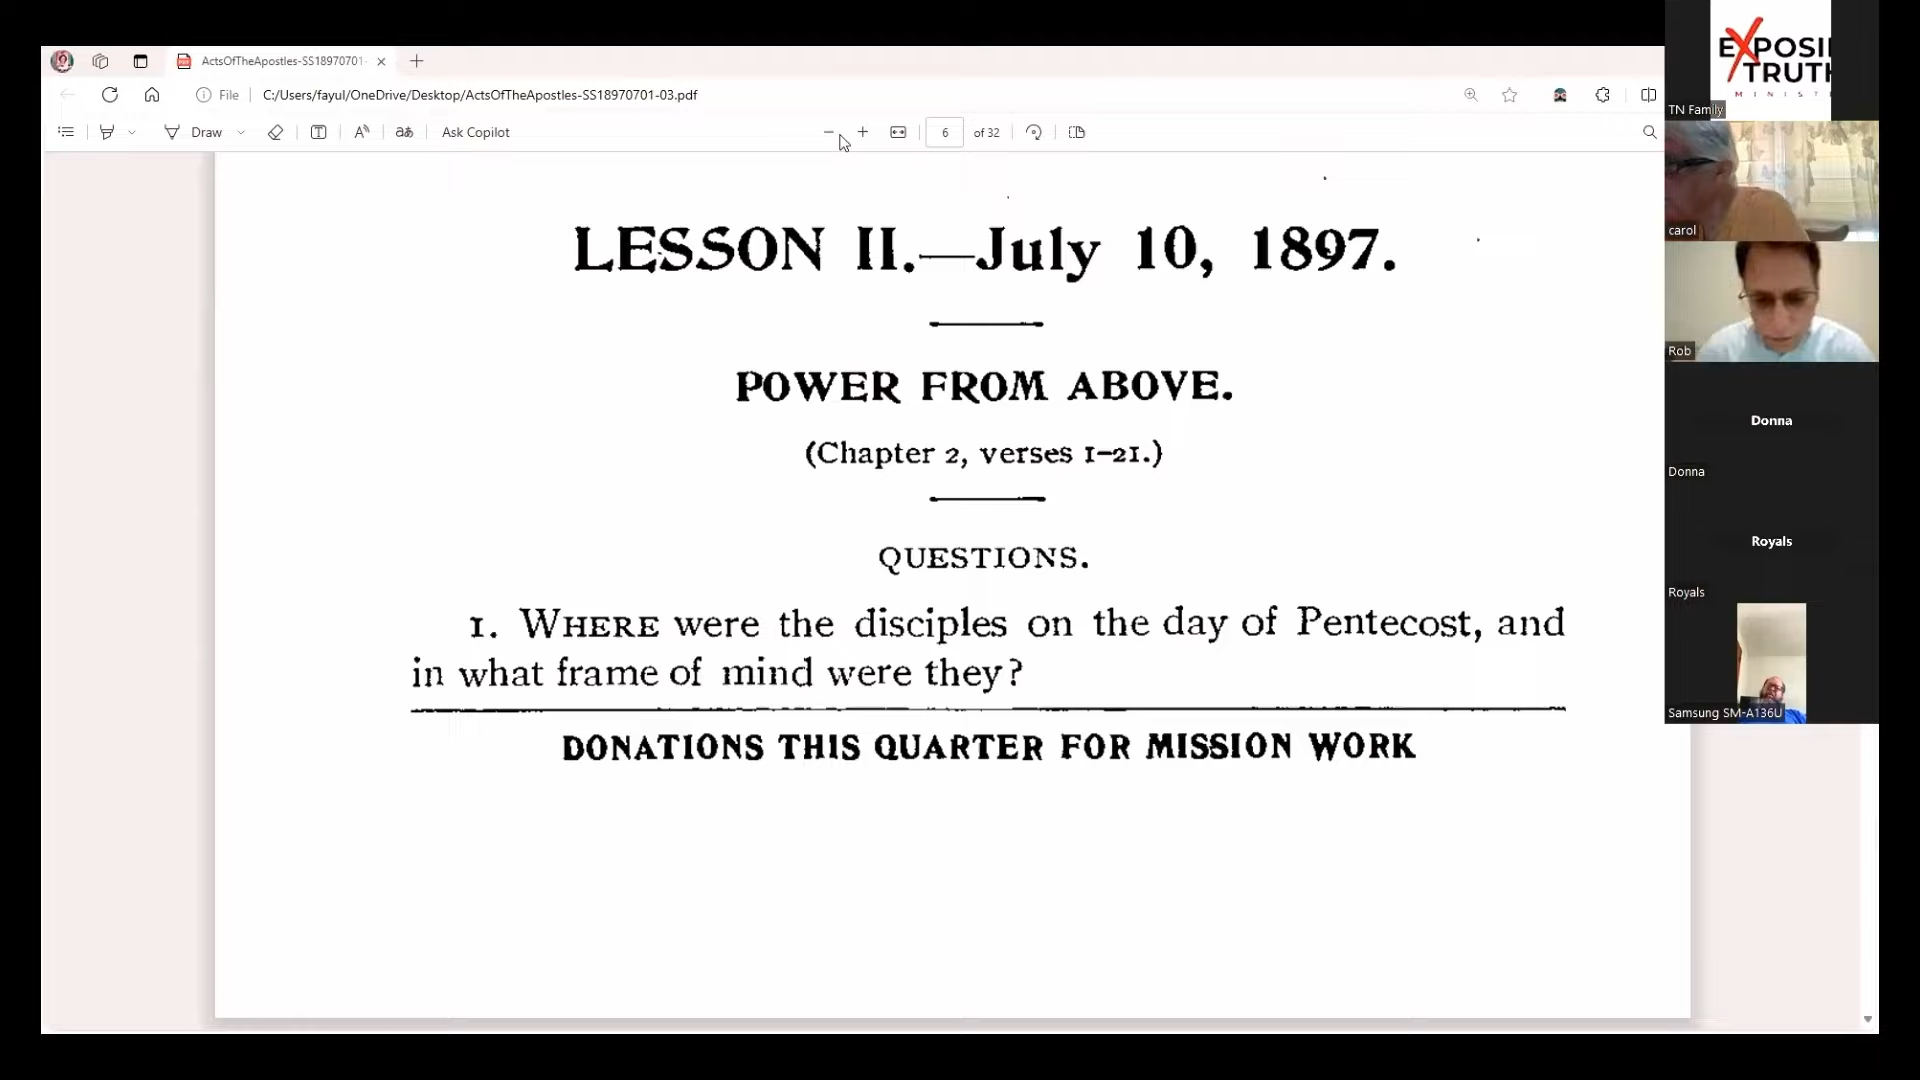 ActsOfTheApostles-SS18970701-
File
C:/Users/fayul/OneDrive/Desktop/ActsOfTheApostles-SS18970701-03.pdf
Draw
Ask Copilot
6 of 32
LESSON II.—July 10, 1897.
POWER FROM ABOVE.
(Chapter 2, verses 1–21.)
QUESTIONS.
1. WHERE were the disciples on the day of Pentecost, and
in what frame of mind were they?
DONATIONS THIS QUARTER FOR MISSION WORK
EXPOSI
TRUTH
MINIST
TN Family
carol
Rob
Donna
Donna
Royals
Royals
Samsung SM-A136U